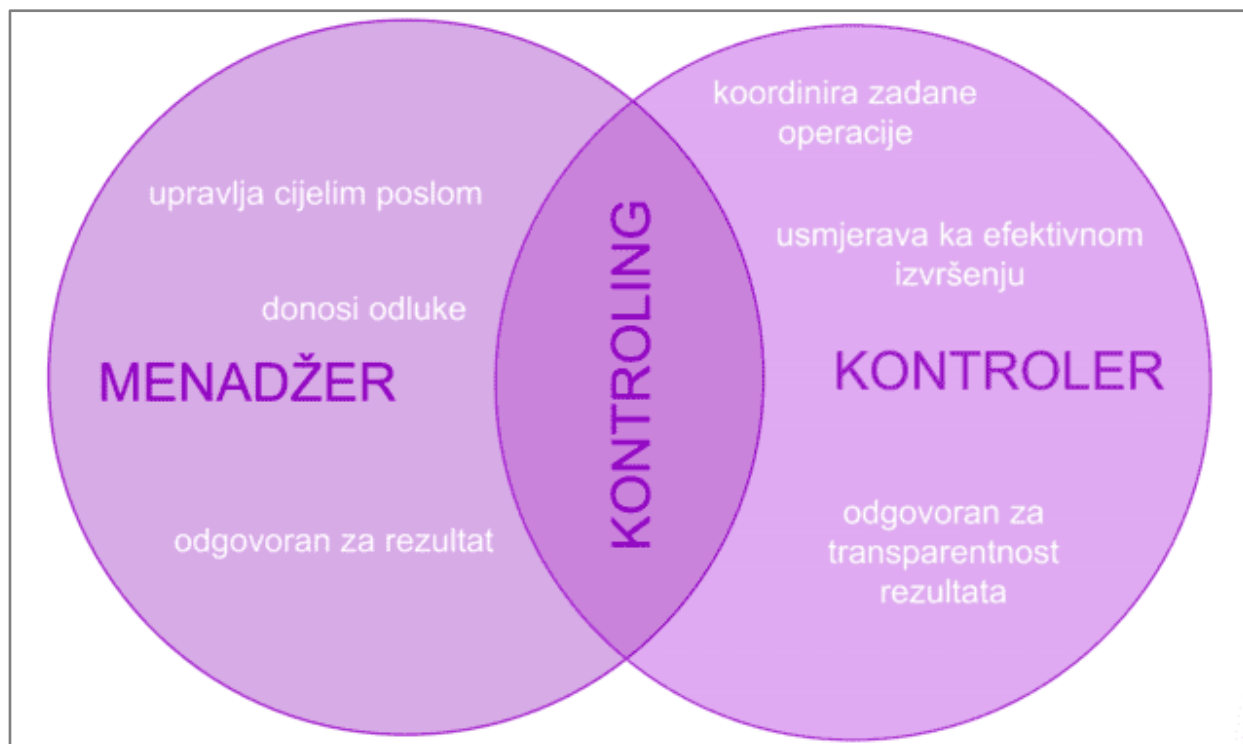 upravlja cijelim poslom
donosi odluke
MENADŽER
odgovoran za rezultat
KONTROLING
koordinira zadane
operacije
usmjerava ka efektivnom
izvršenju
KONTROLER
odgovoran za
transparentnost
rezultata